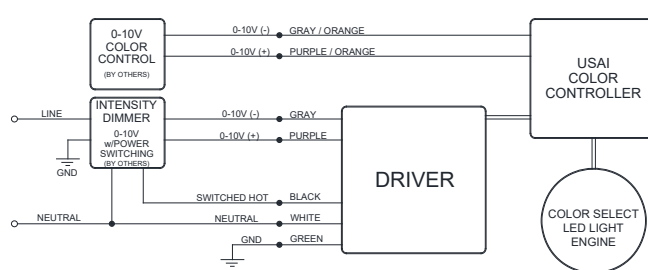 0-10V
COLOR
CONTROL
(BY OTHERS)
0-10V (-) GRAY / ORANGE
0-10V (+) PURPLE / ORANGE
USAI
COLOR
CONTROLLER
LINE
INTENSITY
DIMMER
0-10V
w/POWER
SWITCHING
(BY OTHERS)
GND
0-10V (-) GRAY
0-10V (+) PURPLE
DRIVER
SWITCHED HOT BLACK
NEUTRAL
NEUTRAL WHITE
GND GREEN
COLOR SELECT
LED LIGHT
ENGINE